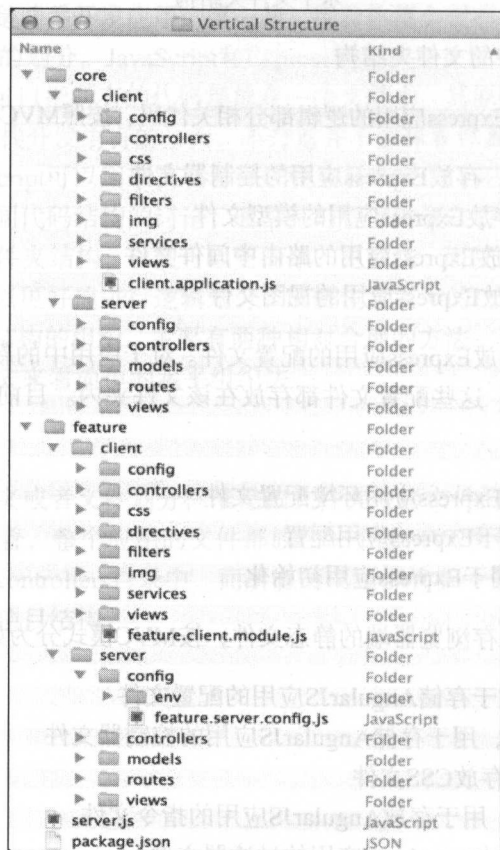 Vertical Structure
Name Kind
core Folder
client Folder
config Folder
controllers Folder
css Folder
directives Folder
filters Folder
img Folder
services Folder
views Folder
client.application.js JavaScript
server Folder
config Folder
controllers Folder
models Folder
routes Folder
views Folder
feature Folder
client Folder
config Folder
controllers Folder
css Folder
directives Folder
filters Folder
img Folder
services Folder
views Folder
feature.client.module.js JavaScript
server Folder
config Folder
env Folder
feature.server.config.js JavaScript
controllers Folder
models Folder
routes Folder
views Folder
server.js JavaScript
package.json JSON